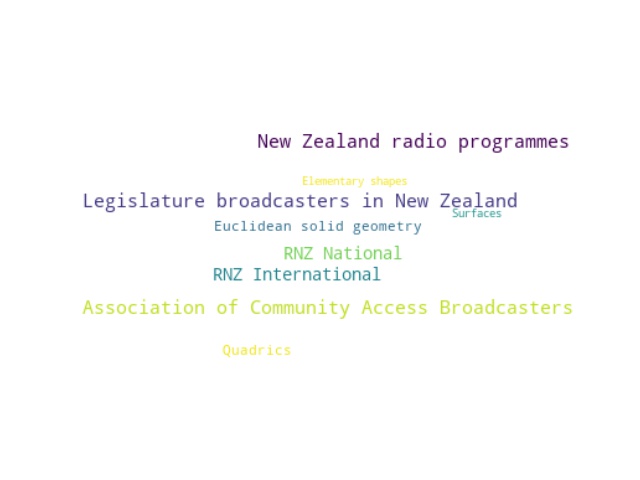 New Zealand radio programmes
Elementary shapes
Legislature broadcasters in New Zealand
Surfaces
Euclidean solid geometry
RNZ National
RNZ International
Association of Community Access Broadcasters
Quadrics